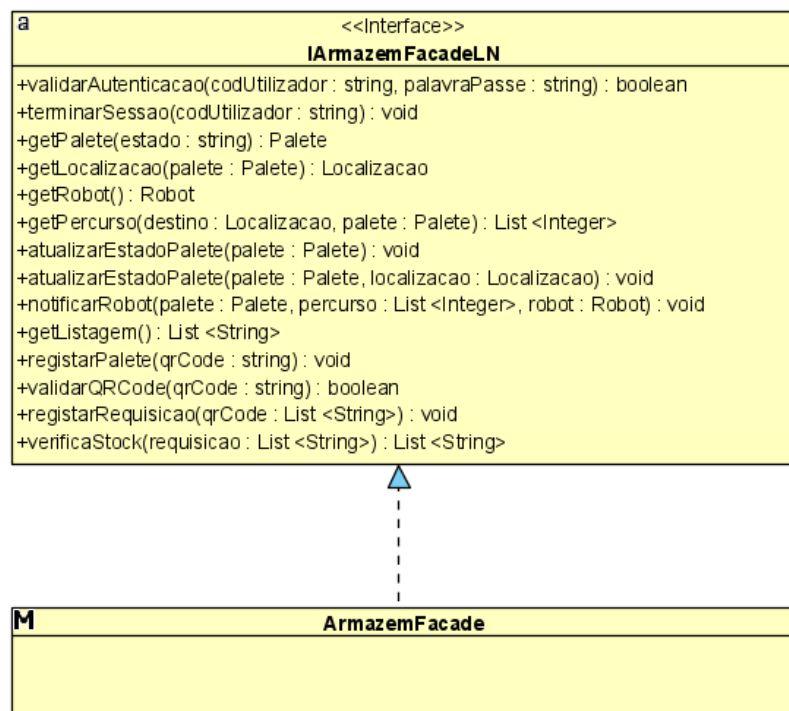 a
<<Interface>>
IArmazemFacadeLN
+validarAutenticacao(codUtilizador : string, palavraPasse : string) : boolean
+terminarSessao(codUtilizador : string) : void
+getPalete(estado : string) : Palete
+getLocalizacao(palete : Palete) : Localizacao
+getRobot() : Robot
+getPercurso(destino : Localizacao, palete : Palete) : List <Integer>
+atualizarEstadoPalete(palete : Palete) : void
+atualizarEstadoPalete(palete : Palete, localizacao : Localizacao) : void
+notificarRobot(palete : Palete, percurso : List <Integer>, robot : Robot) : void
+getListagem() : List <String>
+registarPalete(qrCode : string) : void
+validarQRCode(qrCode : string) : boolean
+registarRequisicao(qrCode : List <String>) : void
+verificaStock(requisicao : List <String>) : List <String>
M
ArmazemFacade